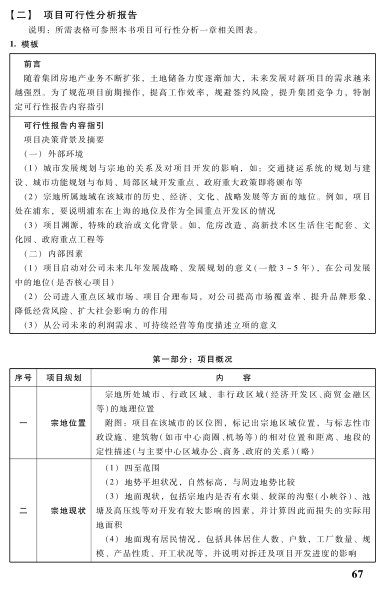 【二】 项目可行性分析报告
说明：所需表格可参照本书项目可行性分析一章相关图表。
1. 模板
前言
随着集团房地产业务不断扩张，土地储备力度逐渐加大，未来发展对新项目的需求越来
越强烈。为了规范项目前期操作，提高工作效率，规避签约风险，提升集团竞争力，特制
定可行性报告内容指引
可行性报告内容指引
项目决策背景及摘要
（一）外部环境
（1）城市发展规划与宗地的关系及对项目开发的影响，如：交通捷运系统的规划与建
设、城市功能规划与布局、局部区域开发重点、政府重大政策即将颁布等
（2）宗地所属地域在该城市的历史、经济、文化、战略发展等方面的地位。例如，项目
处在浦东，要说明浦东在上海的地位及作为全国重点开发区的情况
（3）项目渊源，特殊的政治或文化背景。如，危房改造、高新技术区生活住宅配套、文
化园、政府重点工程等
（二）内部因素
（1）项目启动对公司未来几年发展战略、发展规划的意义(一般 3～5 年)，在公司发展
中的地位(是否核心项目)
（2）公司进入重点区域市场、项目合理布局，对公司提高市场覆盖率、提升品牌形象、
降低经营风险、扩大社会影响力的作用
（3）从公司未来的利润需求、可持续经营等角度描述立项的意义
第一部分：项目概况
序号 项目规划 内 容
宗地所处城市、行政区域、非行政区域(经济开发区、商贸金融区
等)的地理位置
一 宗地位置 附图：项目在该城市的区位图，标记出宗地区域位置，与标志性市
政设施、建筑物(如市中心商圈、机场等)的相对位置和距离、地段的
定性描述(与主要中心区域办公、商务、政府的关系)(略)
（1）四至范围
（2）地势平坦状况，自然标高，与周边地势比较
二 宗地现状 （3）地面现状，包括宗地内是否有水渠、较深的沟壑(小峡谷)、池
塘及高压线等对开发有较大影响的因素，并计算因此而损失的实际用
地面积
（4）地面现有居民情况，包括具体居住人数、户数，工厂数量、规
模、产品性质、开工状况等，并说明对拆迁及项目开发进度的影响
67